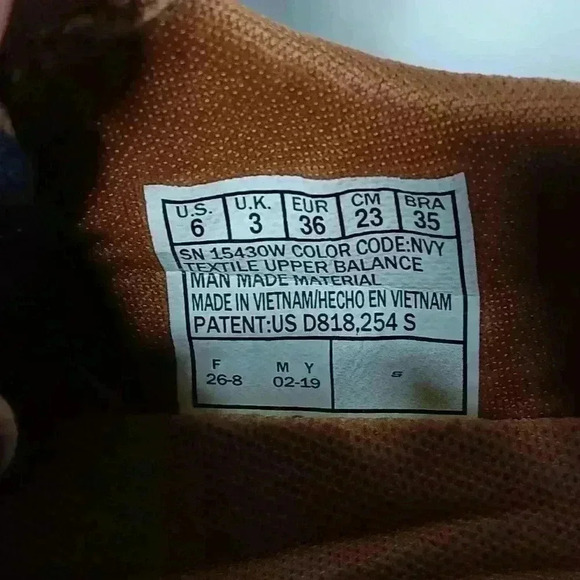 U.S. U.K. EUR CM BRA
6 3 36 23 35
SN 15430W COLOR CODE:NVY
TEXTILE UPPER BALANCE
MAN MADE MATERIAL
MADE IN VIETNAM/HECHO EN VIETNAM
PATENT:US D818,254 S
F M Y
26-8 02-19
S